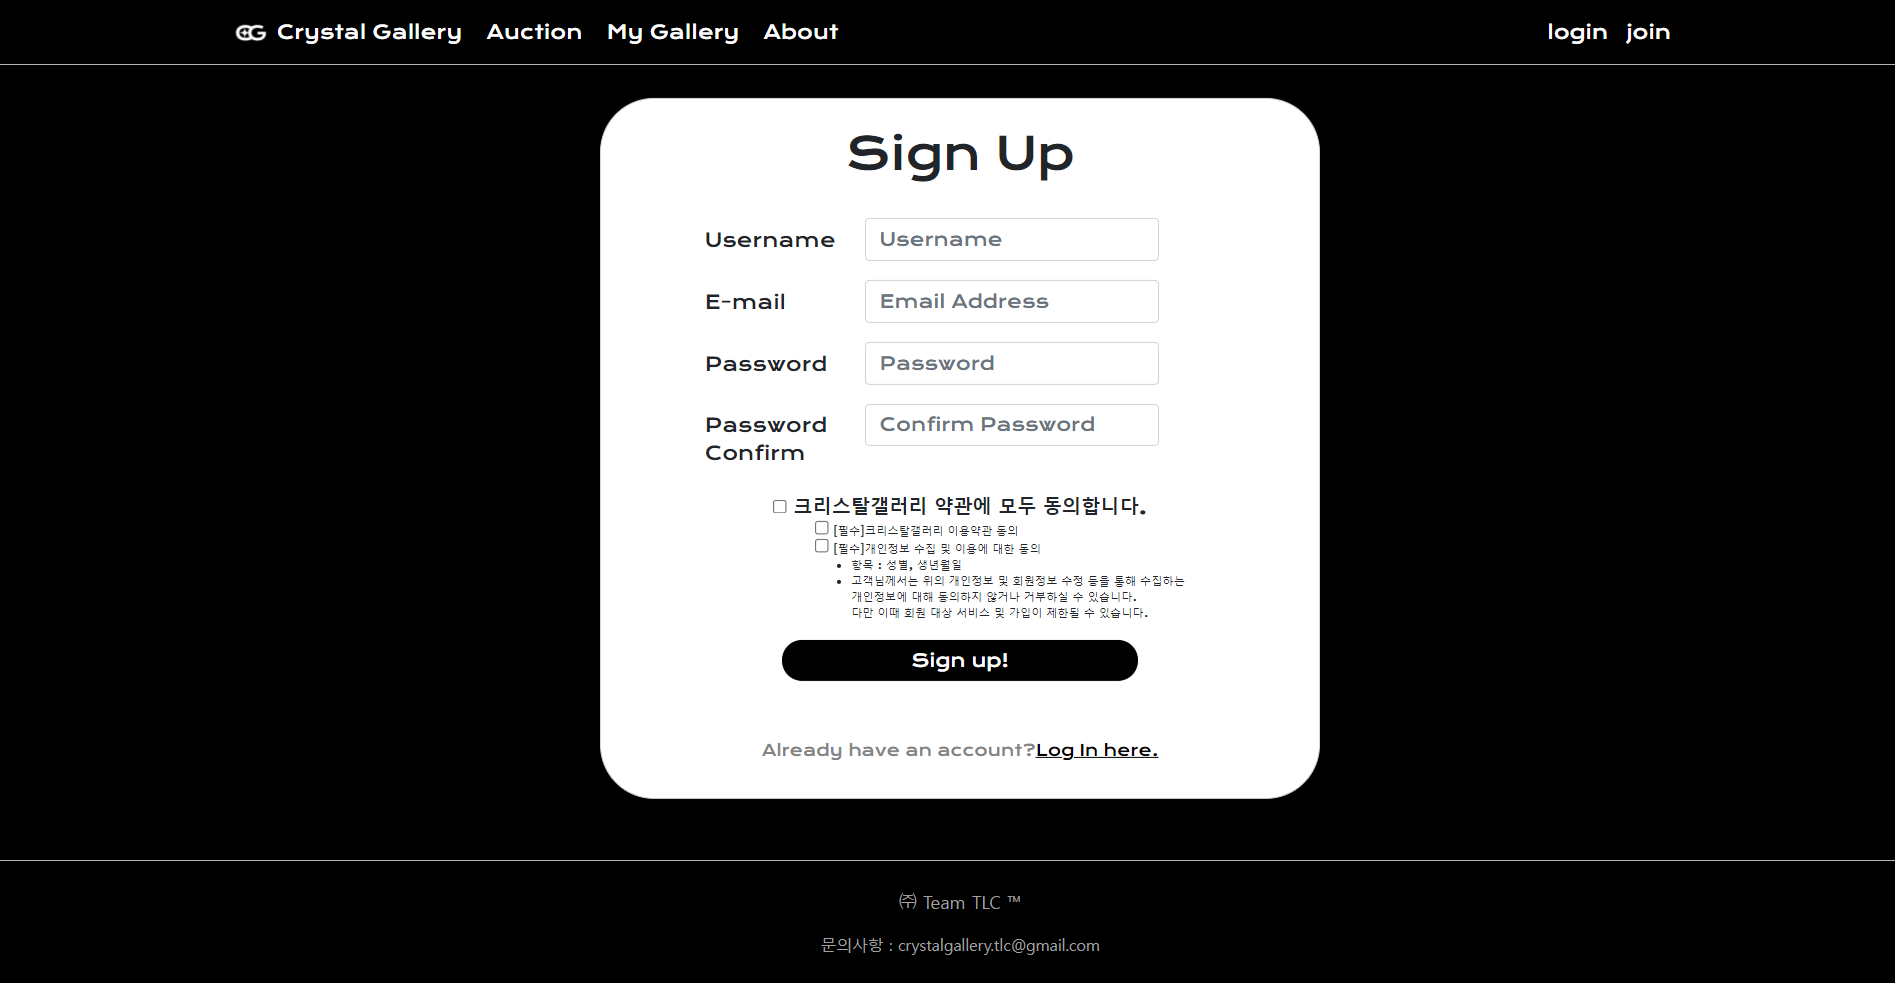 CG Crystal Gallery Auction My Gallery About login join
Sign Up
Username Username
E-mail Email Address
Password Password
Password Confirm Password
Confirm
크리스탈갤러리 약관에 모두 동의합니다.
[필수]크리스탈갤러리 이용약관 동의
[필수]개인정보 수집 및 이용에 대한 동의
• 항목 : 성별, 생년월일
• 고객님께서는 위의 개인정보 및 회원정보 수정 등을 통해 수집하는
개인정보에 대해 동의하지 않거나 거부하실 수 있습니다.
다만 이때 회원 대상 서비스 및 가입이 제한될 수 있습니다.
Sign up!
Already have an account?Log In here.
㈜ Team TLC ™
문의사항 : crystalgallery.tlc@gmail.com